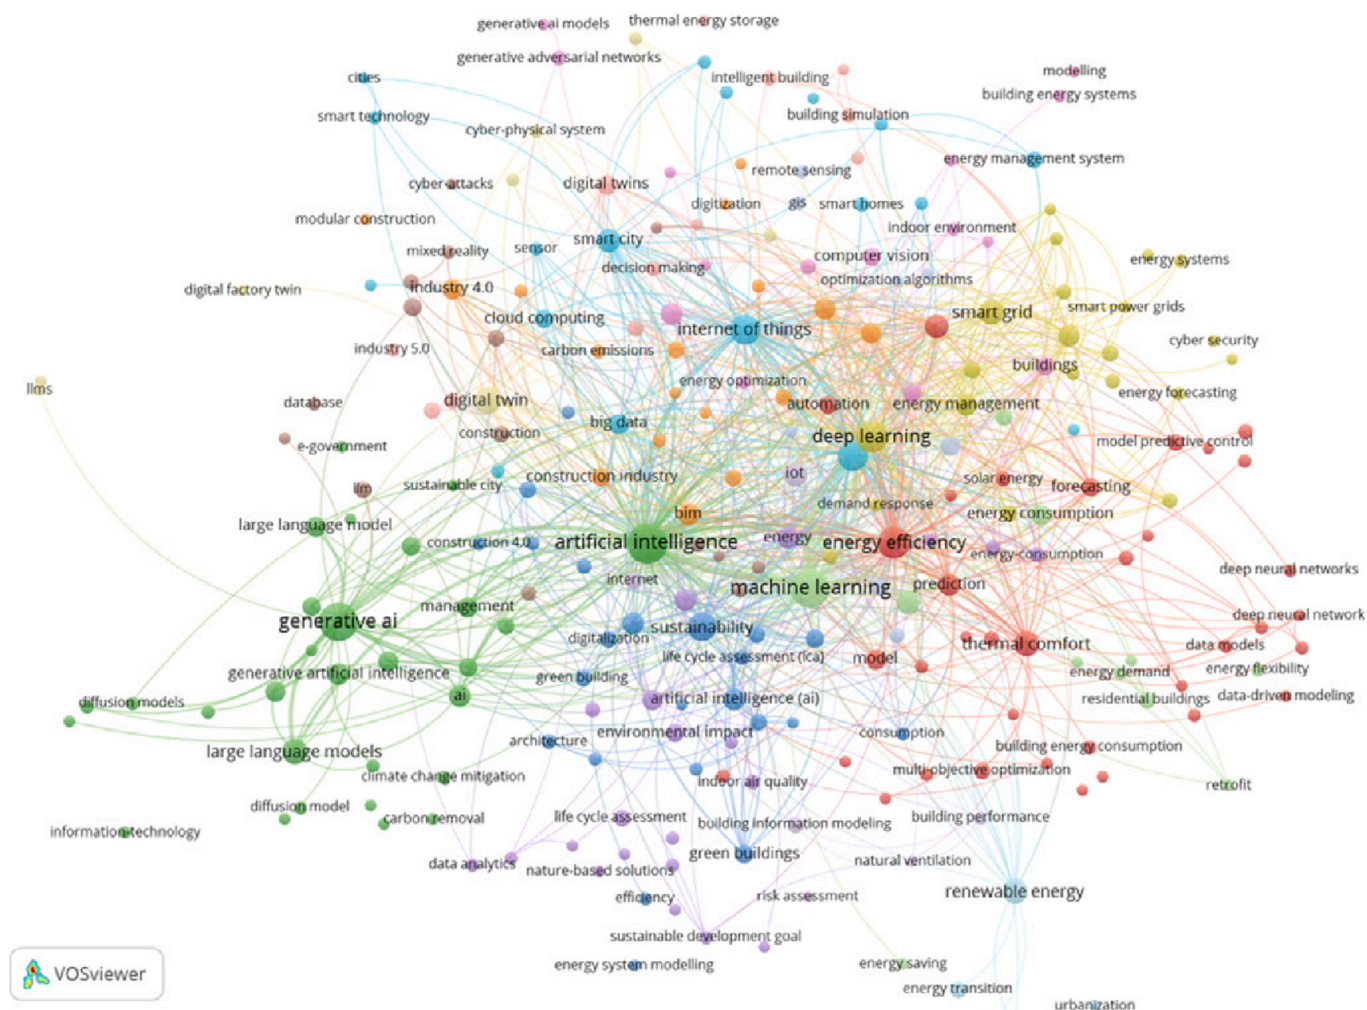 generative ai models
thermal energy storage
generative adversarial networks
cities
intelligent building
modelling
building energy systems
smart technology
cyber-physical system
building simulation
energy management system
remote sensing
cyber-attacks
digital twins
digitization
gis
smart homes
modular construction
indoor environment
smart city
sensor
mixed reality
computer vision
energy systems
decision making
optimization algorithms
digital factory twin
industry 4.0
smart power grids
smart grid
cloud computing
internet of things
cyber security
industry 5.0
carbon emissions
buildings
energy optimization
llms
energy forecasting
database
digital twin
automation
energy management
big data
construction
deep learning
model predictive control
e-government
construction industry
iot
solar energy
sustainable city
forecasting
llm
demand response
bim
energy consumption
large language model
construction 4.0
artificial intelligence
energy
energy efficiency
energy-consumption
deep neural networks
internet
machine learning
prediction
management
deep neural network
generative ai
digitalization
sustainability
thermal comfort
data models
life cycle assessment (lca)
model
energy flexibility
generative artificial intelligence
green building
energy demand
ai
artificial intelligence (ai)
residential buildings
data-driven modeling
diffusion models
environmental impact
consumption
architecture
large language models
building energy consumption
climate change mitigation
indoor air quality
multi-objective optimization
retrofit
diffusion model
carbon removal
life cycle assessment
building information modeling
building performance
information-technology
green buildings
data analytics
nature-based solutions
natural ventilation
efficiency
risk assessment
renewable energy
sustainable development goal
energy system modelling
energy saving
VOSviewer
energy transition
urbanization